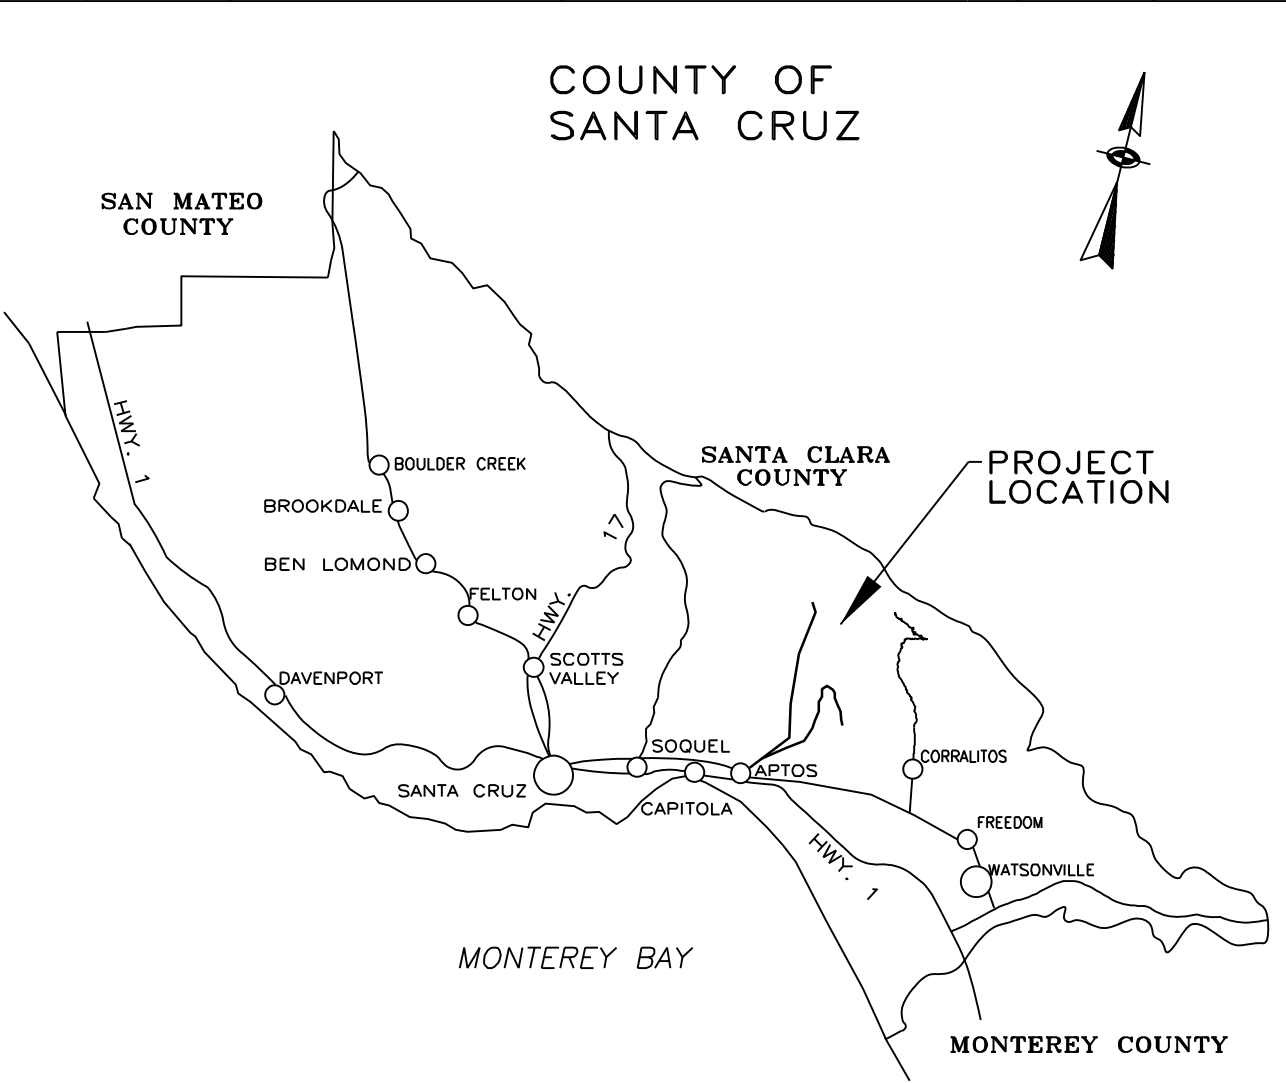 COUNTY OF
SANTA CRUZ
SAN MATEO
COUNTY
HWY. 1
BOULDER CREEK
BROOKDALE
BEN LOMOND
FELTON
HWY. 17
SANTA CLARA
COUNTY
PROJECT
LOCATION
SCOTTS
VALLEY
DAVENPORT
SOQUEL
SANTA CRUZ
CAPITOLA
APTOS
CORRALITOS
FREEDOM
HWY. 1
WATSONVILLE
MONTEREY BAY
MONTEREY COUNTY